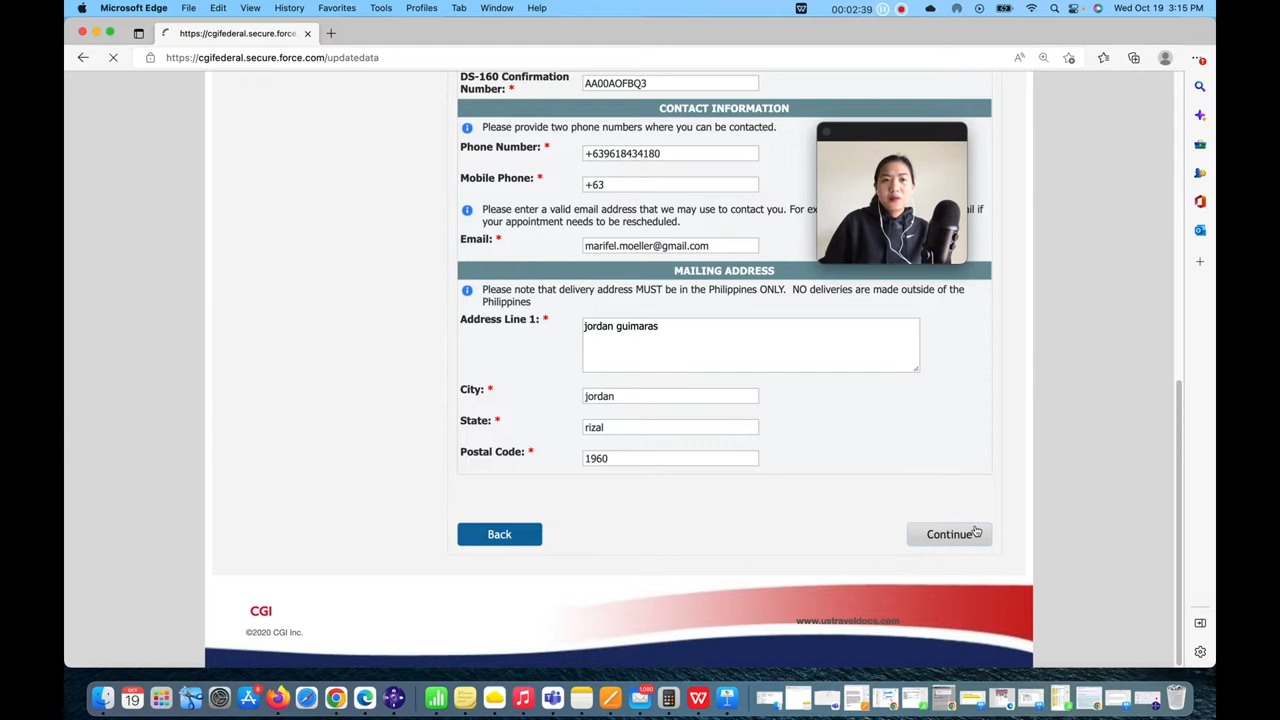 Microsoft Edge File Edit View History Favorites Tools Profiles Tab Window Help 00:02:39 Wed Oct 19 3:15 PM
https://cgifederal.secure.force.c
https://cgifederal.secure.force.com/updatedata
DS-160 Confirmation
Number: * AA00AOFBQ3
CONTACT INFORMATION
Please provide two phone numbers where you can be contacted.
Phone Number: * +639618434180
Mobile Phone: * +63
Please enter a valid email address that we may use to contact you. For ex mail if
your appointment needs to be rescheduled.
Email: * marifel.moeller@gmail.com
MAILING ADDRESS
Please note that delivery address MUST be in the Philippines ONLY. NO deliveries are made outside of the
Philippines
Address Line 1: * jordan guimaras
City: * jordan
State: * rizal
Postal Code: * 1960
Back Continue
CGI
©2020 CGI Inc.
www.ustraveldocs.com
OCT
19
1,080